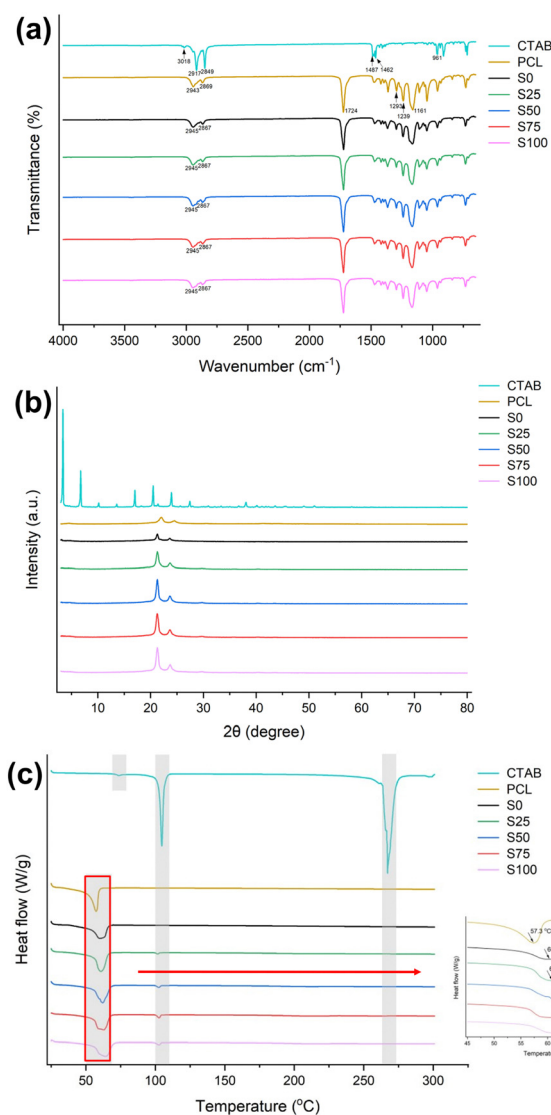 (a)
CTAB
PCL
S0
S25
S50
S75
S100
Transmittance (%)
3018
2917
2849
1487
1462
961
2943
2869
1724
1293
1239
1161
2945
2867
2945
2867
2945
2867
2945
2867
2945
2867
4000 3500 3000 2500 2000 1500 1000
Wavenumber (cm⁻¹)
(b)
CTAB
PCL
S0
S25
S50
S75
S100
Intensity (a.u.)
10 20 30 40 50 60 70 80
2θ (degree)
(c)
CTAB
PCL
S0
S25
S50
S75
S100
Heat flow (W/g)
50 100 150 200 250 300
Temperature (°C)
57.3 °C
6
Heat flow (W/g)
45 50 55 60
Temperatur